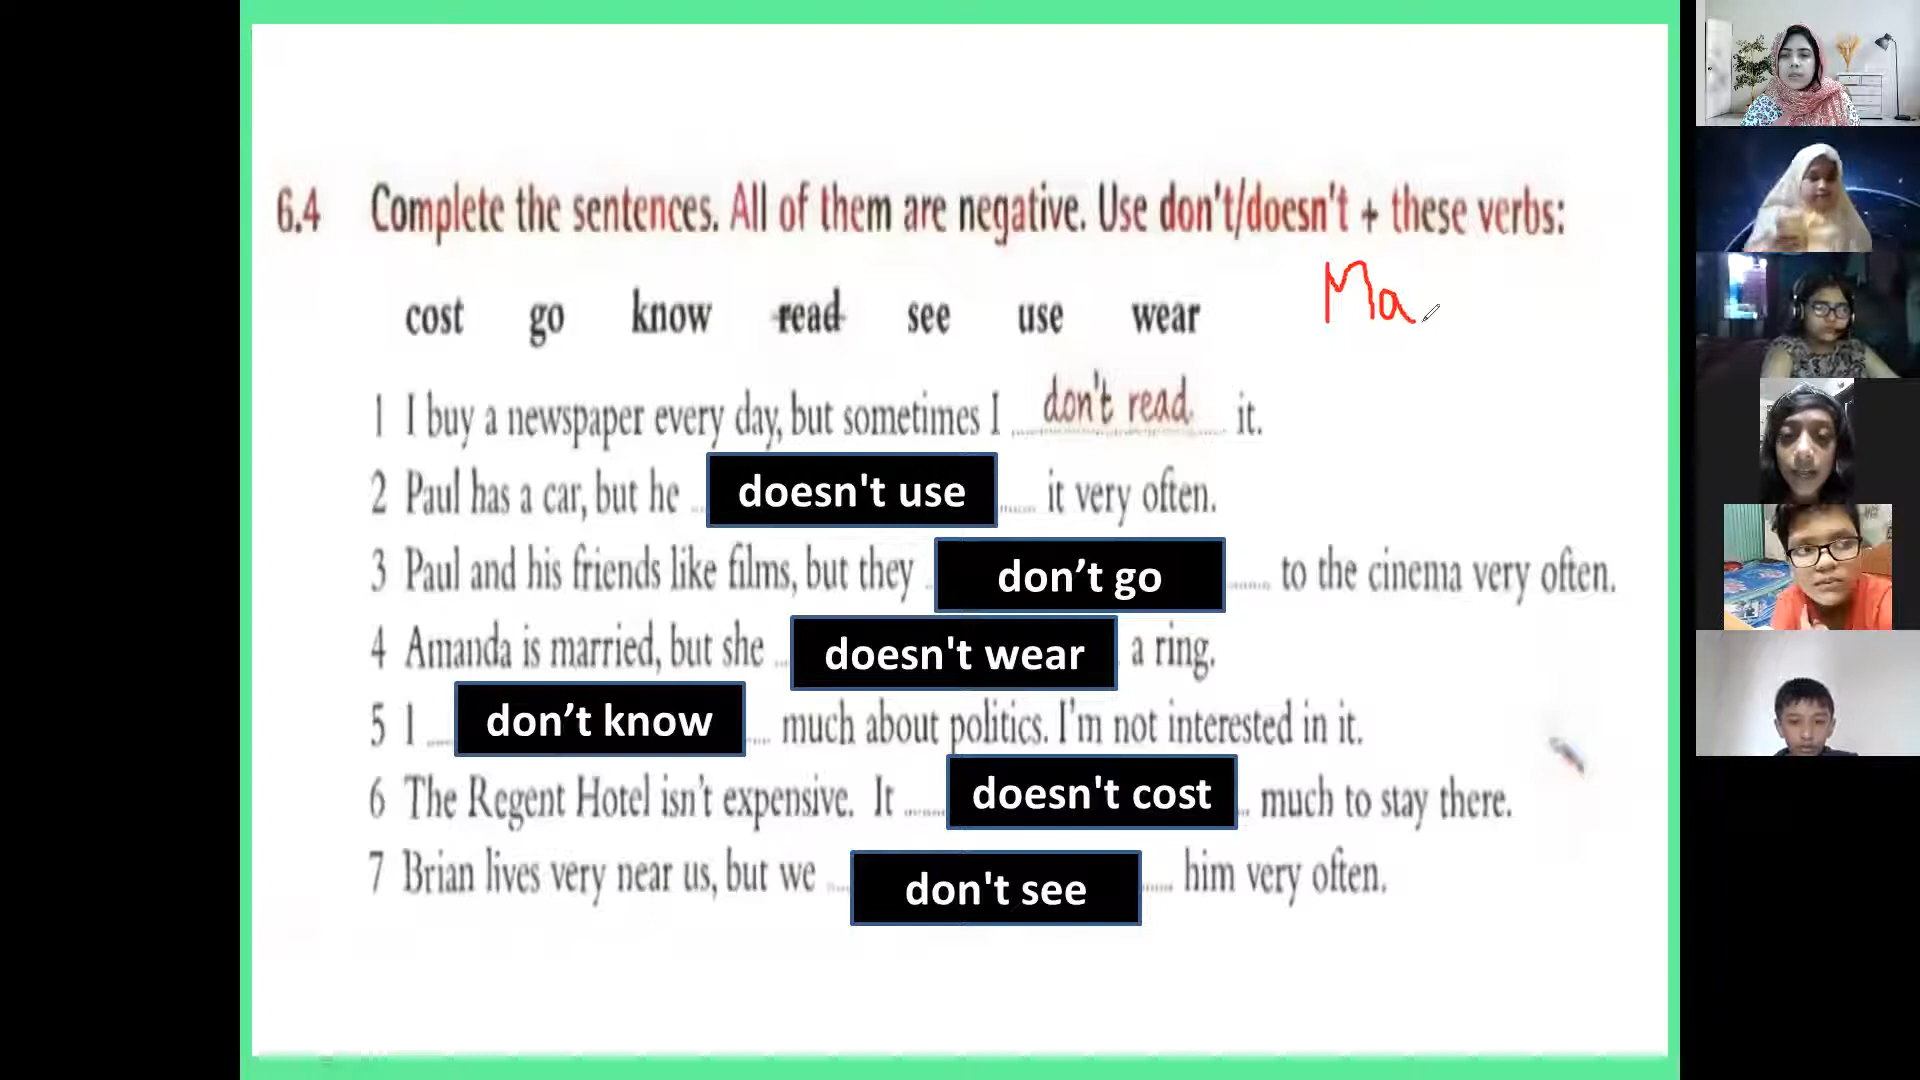 6.4 Complete the sentences. All of them are negative. Use don't/doesn't + these verbs:
Ma
cost go know read see use wear
1 I buy a newspaper every day, but sometimes I don't read it.
2 Paul has a car, but he doesn't use it very often.
3 Paul and his friends like films, but they don’t go to the cinema very often.
4 Amanda is married, but she doesn't wear a ring.
5 I don’t know much about politics. I'm not interested in it.
6 The Regent Hotel isn't expensive. It doesn't cost much to stay there.
7 Brian lives very near us, but we don't see him very often.